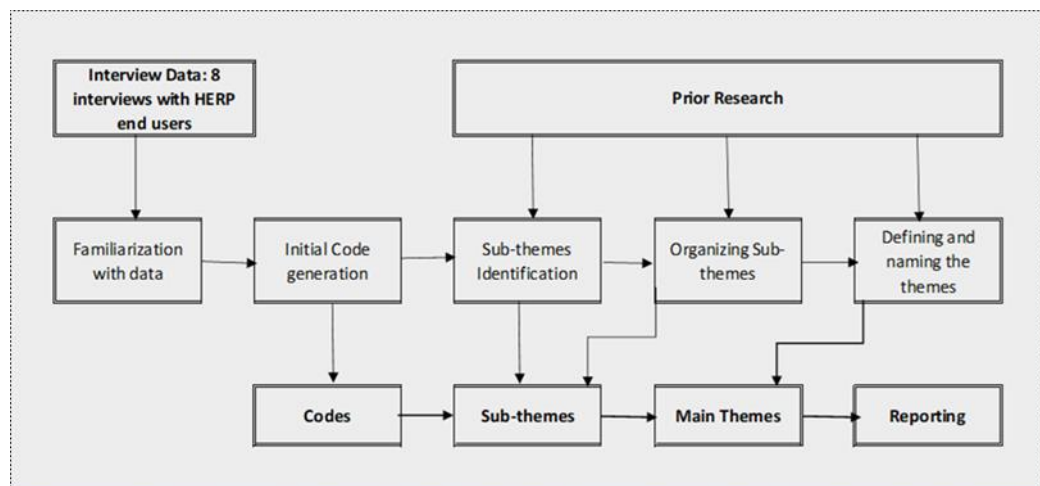 Interview Data: 8
interviews with HERP
end users
Prior Research
Familiarization
with data
Initial Code
generation
Sub-themes
Identification
Organizing Sub-
themes
Defining and
naming the
themes
Codes
Sub-themes
Main Themes
Reporting